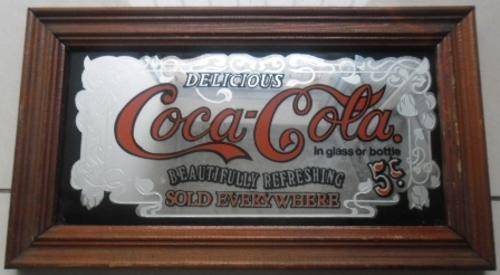 DELICIOUS
Coca-Cola.
In glass or bottle
5¢
BEAUTIFULLY REFRESHING
SOLD EVERYWHERE